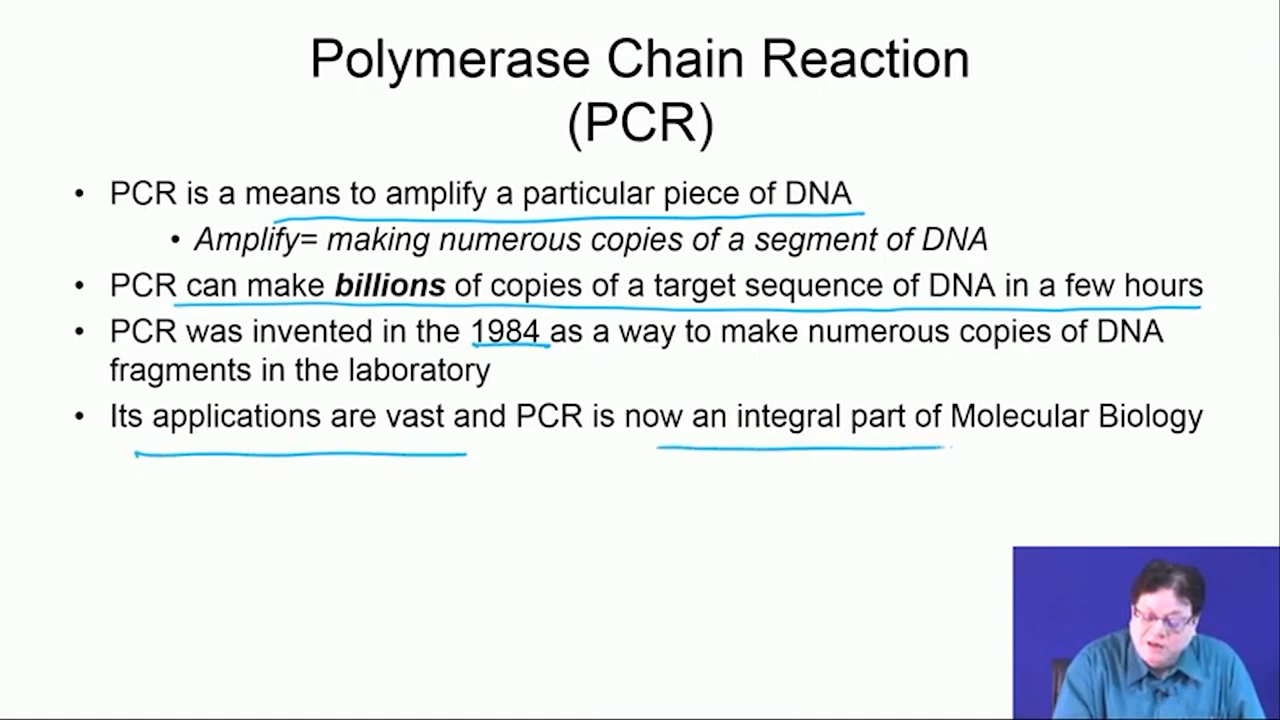 Polymerase Chain Reaction
(PCR)
• PCR is a means to amplify a particular piece of DNA
• Amplify= making numerous copies of a segment of DNA
• PCR can make billions of copies of a target sequence of DNA in a few hours
• PCR was invented in the 1984 as a way to make numerous copies of DNA
fragments in the laboratory
• Its applications are vast and PCR is now an integral part of Molecular Biology